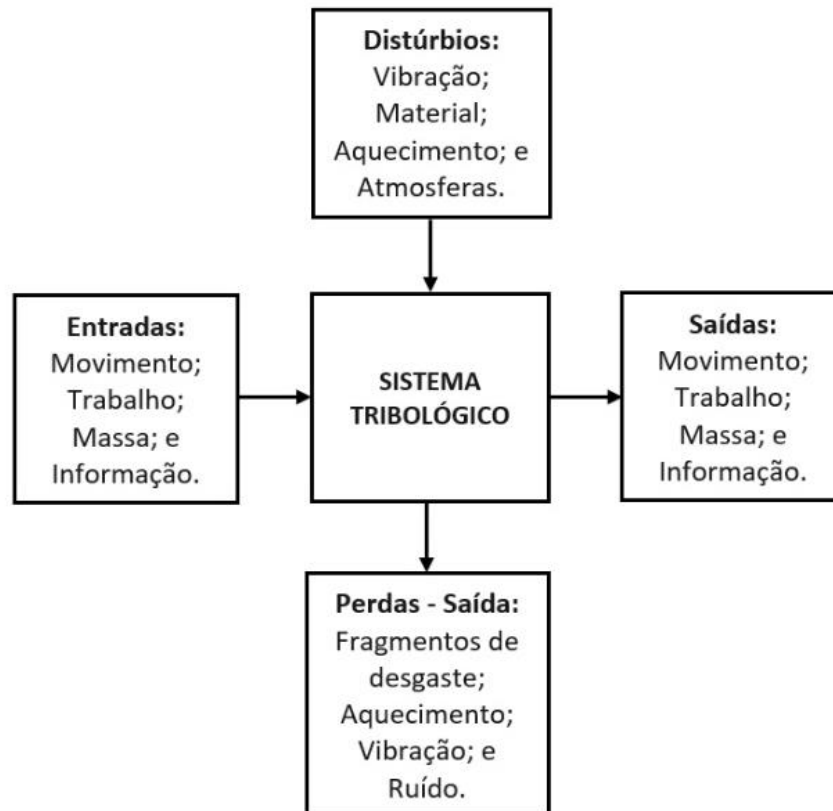 Distúrbios:
Vibração;
Material;
Aquecimento; e
Atmosferas.
Entradas:
Movimento;
Trabalho;
Massa; e
Informação.
SISTEMA
TRIBOLÓGICO
Saídas:
Movimento;
Trabalho;
Massa; e
Informação.
Perdas - Saída:
Fragmentos de
desgaste;
Aquecimento;
Vibração; e
Ruído.